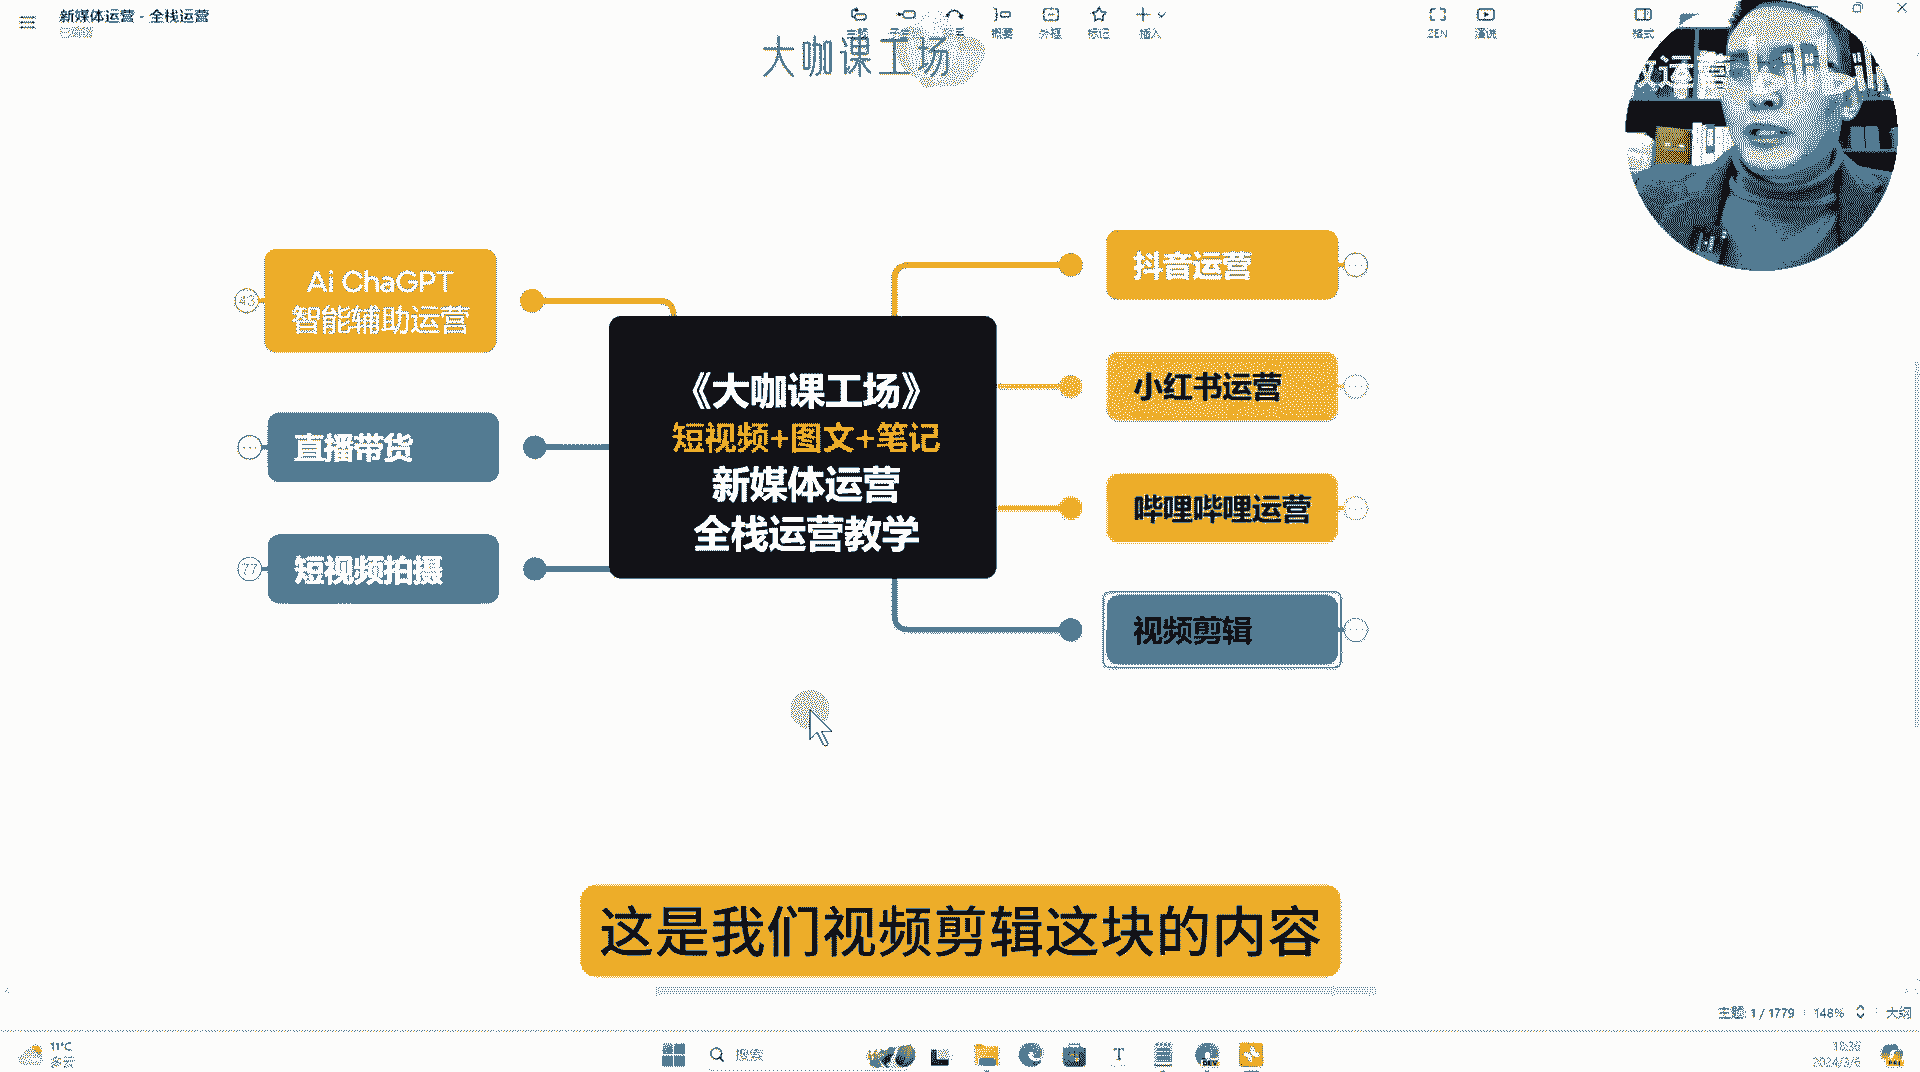 新媒体运营 - 全栈运营
主题
概要
外框
标记
插入
ZEN
演说
格式
大咖课工场
Ai ChaGPT
智能辅助运营
43
直播带货
短视频拍摄
77
《大咖课工场》
短视频+图文+笔记
新媒体运营
全栈运营教学
抖音运营
小红书运营
哔哩哔哩运营
视频剪辑
这是我们视频剪辑这块的内容
主题: 1 / 1779
148%
大纲
11°C
多云
搜索
18:36
2024/3/6